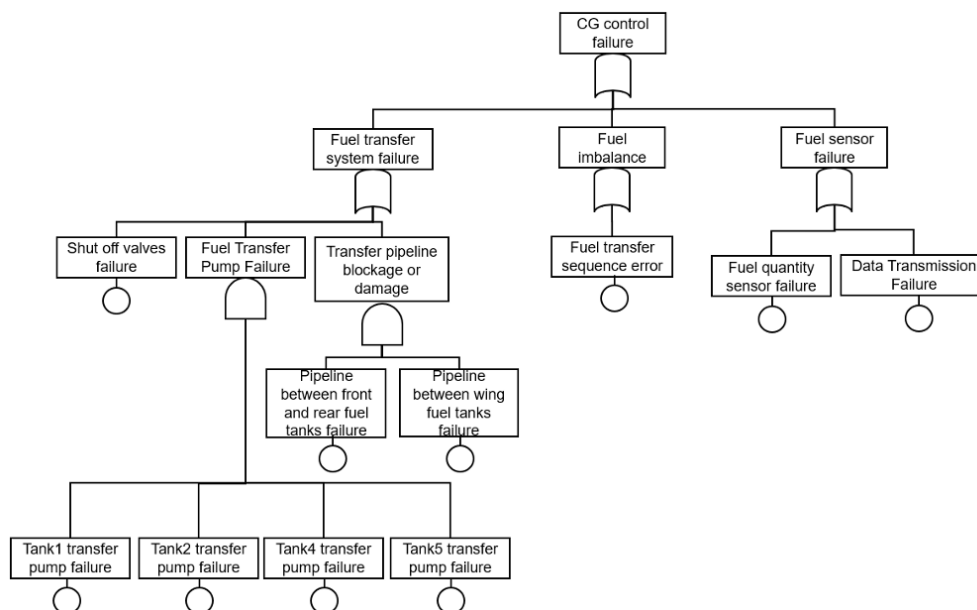 CG control
failure
Fuel transfer
system failure
Fuel
imbalance
Fuel sensor
failure
Shut off valves
failure
Fuel Transfer
Pump Failure
Transfer pipeline
blockage or
damage
Fuel transfer
sequence error
Fuel quantity
sensor failure
Data Transmission
Failure
Pipeline
between front
and rear fuel
tanks failure
Pipeline
between wing
fuel tanks
failure
Tank1 transfer
pump failure
Tank2 transfer
pump failure
Tank4 transfer
pump failure
Tank5 transfer
pump failure